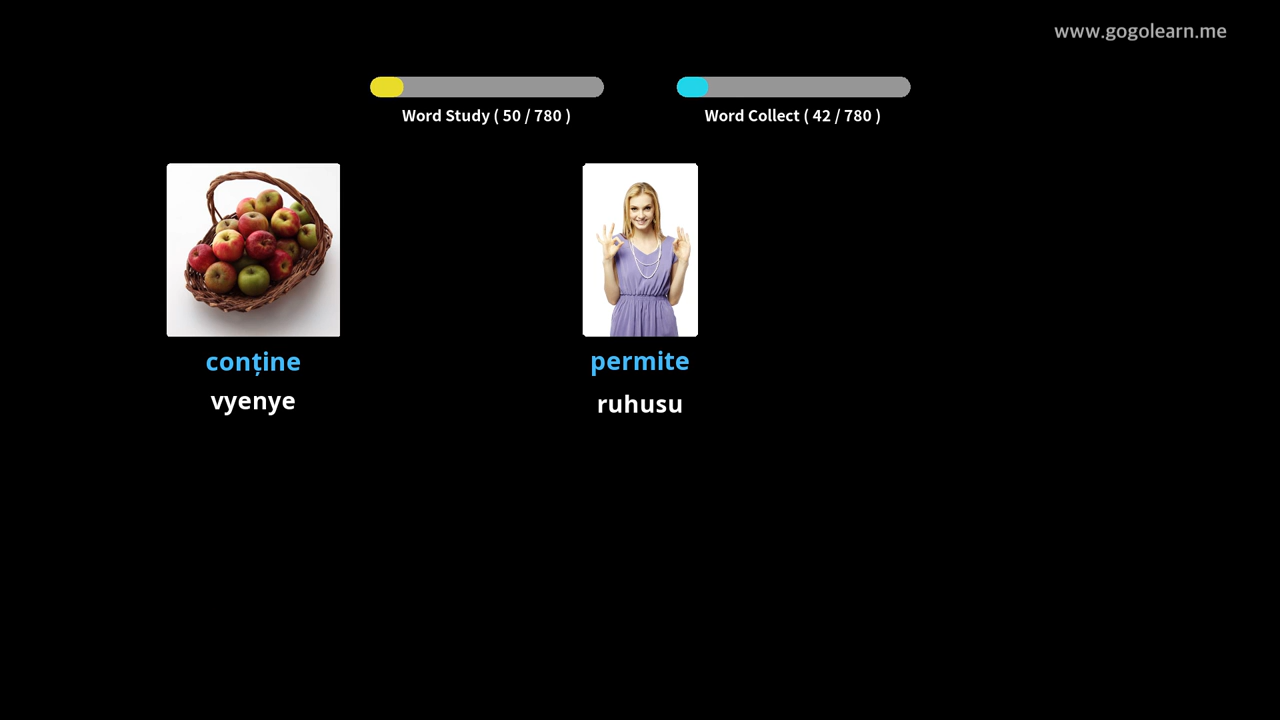 www.gogolearn.me
Word Study ( 50 / 780 )
Word Collect ( 42 / 780 )
conține
vyenye
permite
ruhusu